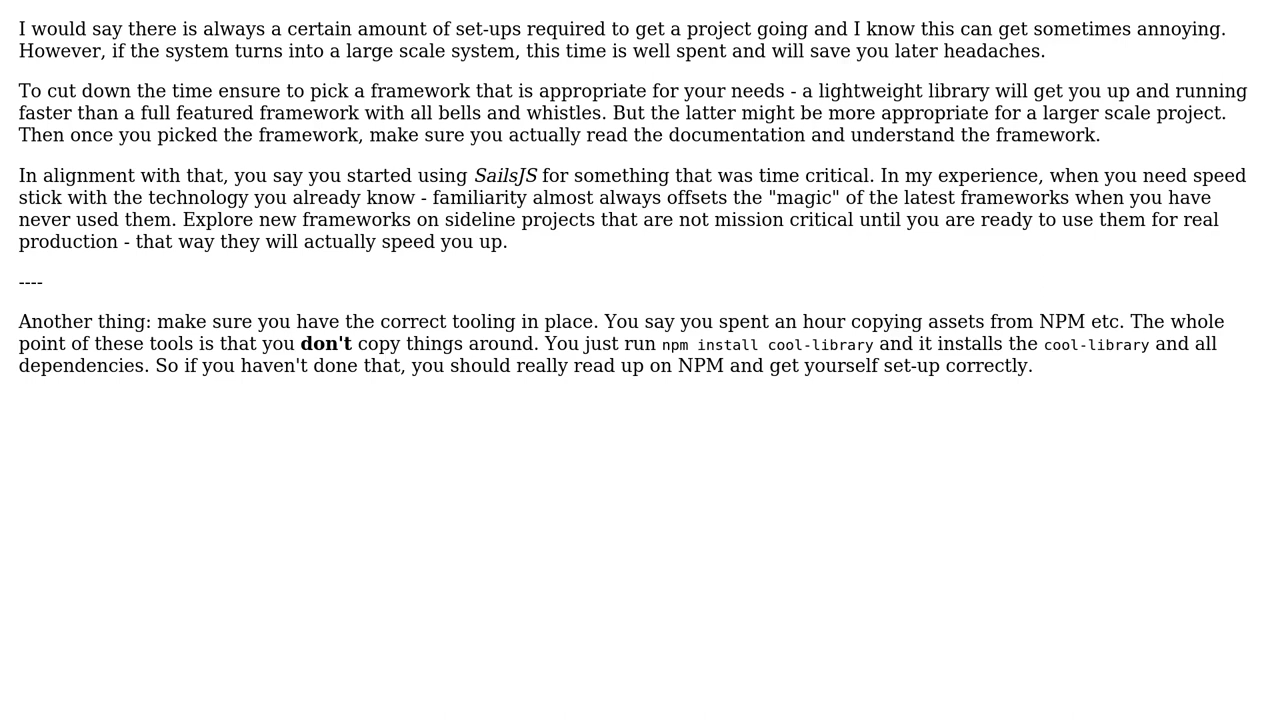 I would say there is always a certain amount of set-ups required to get a project going and I know this can get sometimes annoying.
However, if the system turns into a large scale system, this time is well spent and will save you later headaches.
To cut down the time ensure to pick a framework that is appropriate for your needs - a lightweight library will get you up and running
faster than a full featured framework with all bells and whistles. But the latter might be more appropriate for a larger scale project.
Then once you picked the framework, make sure you actually read the documentation and understand the framework.
In alignment with that, you say you started using SailsJS for something that was time critical. In my experience, when you need speed
stick with the technology you already know - familiarity almost always offsets the "magic" of the latest frameworks when you have
never used them. Explore new frameworks on sideline projects that are not mission critical until you are ready to use them for real
production - that way they will actually speed you up.
----
Another thing: make sure you have the correct tooling in place. You say you spent an hour copying assets from NPM etc. The whole
point of these tools is that you don't copy things around. You just run npm install cool-library and it installs the cool-library and all
dependencies. So if you haven't done that, you should really read up on NPM and get yourself set-up correctly.